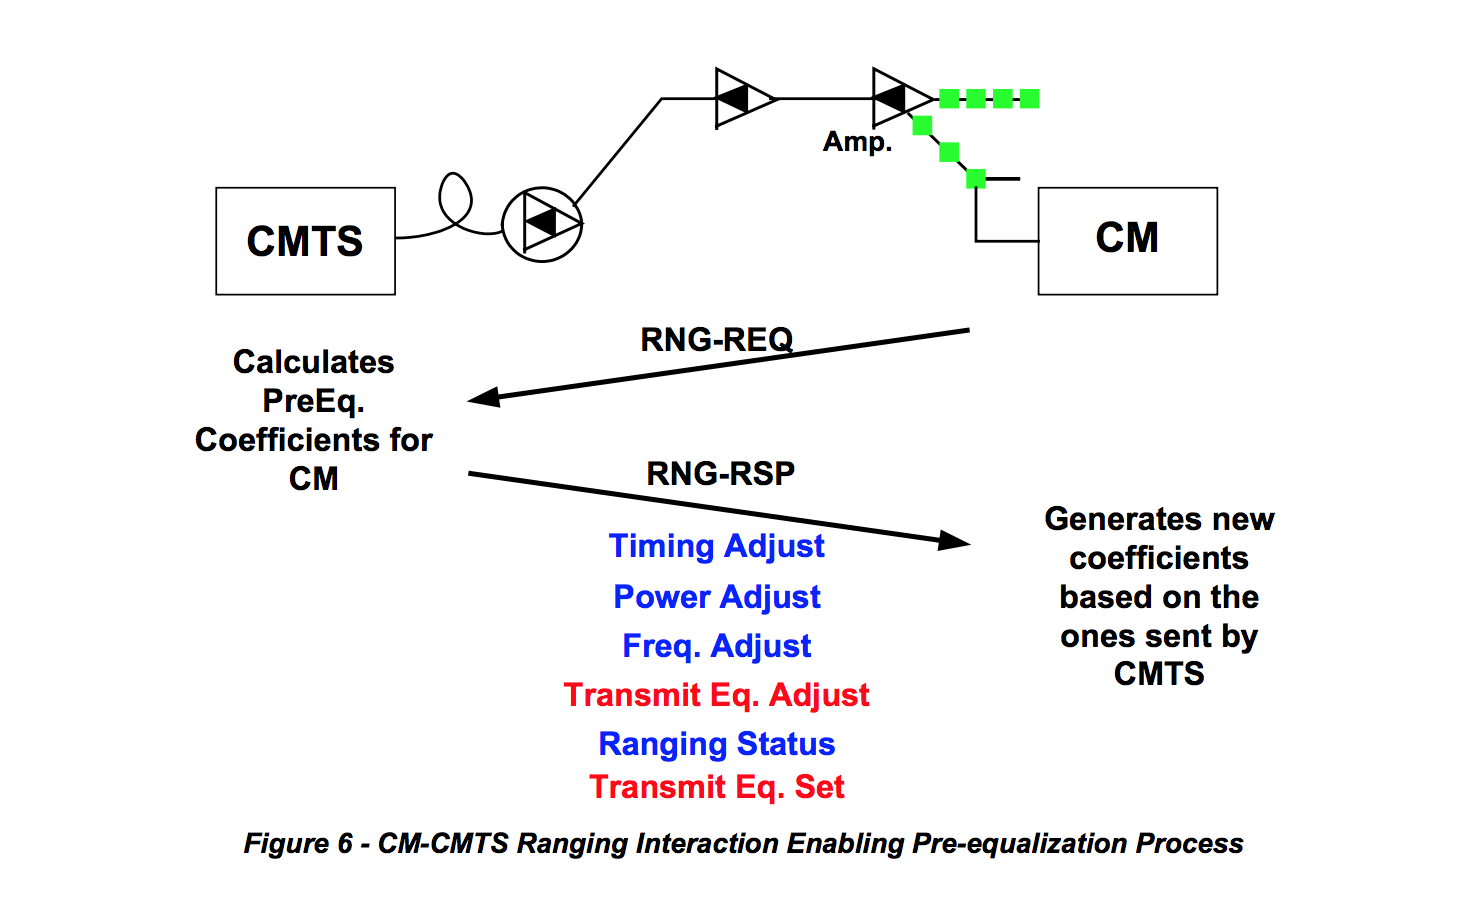 Amp.
CMTS
CM
RNG-REQ
Calculates
PreEq.
Coefficients for
CM
RNG-RSP
Generates new
coefficients
based on the
ones sent by
CMTS
Timing Adjust
Power Adjust
Freq. Adjust
Transmit Eq. Adjust
Ranging Status
Transmit Eq. Set
Figure 6 - CM-CMTS Ranging Interaction Enabling Pre-equalization Process